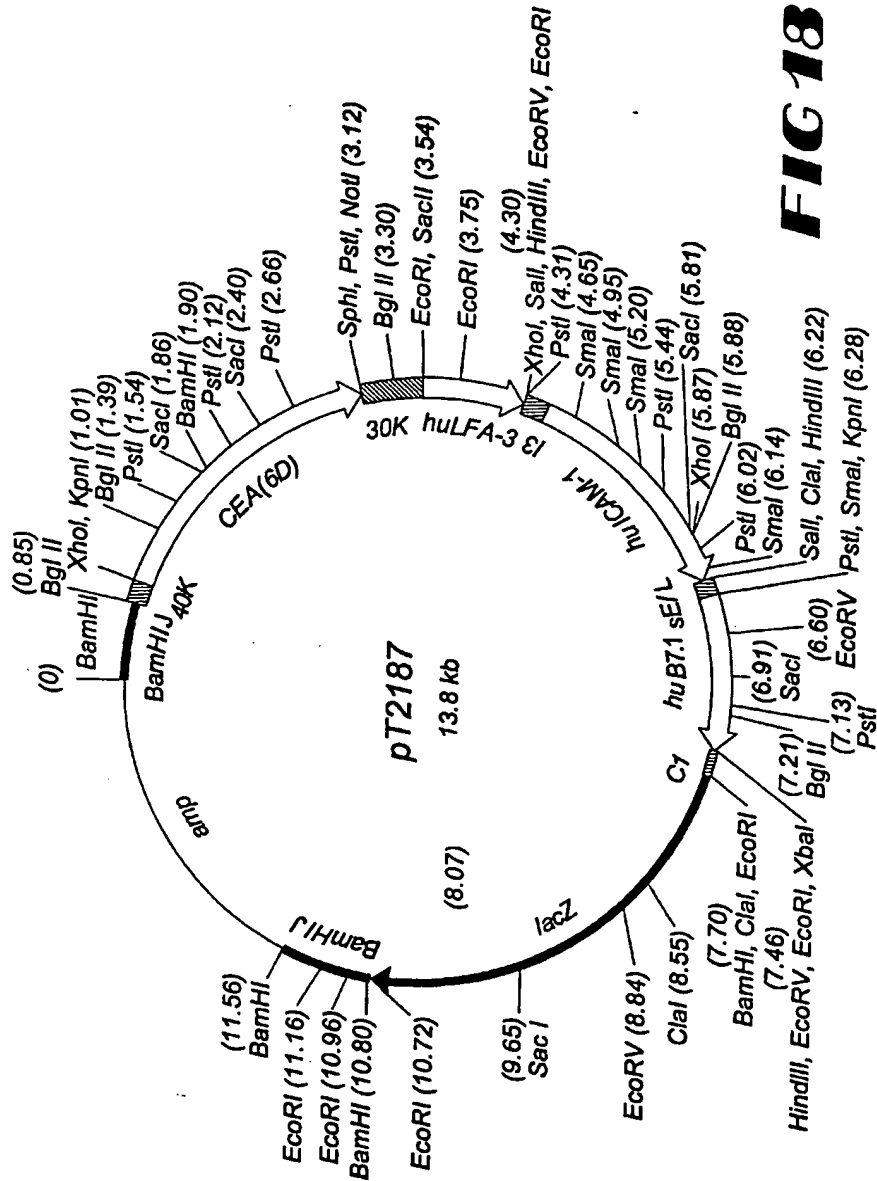 (0)
BamHI
(0.85)
Bgl II
XhoI, KpnI (1.01)
Bgl II (1.39)
PstI (1.54)
SacI (1.86)
BamHI (1.90)
PstI (2.12)
SacI (2.40)
PstI (2.66)
SphI, PstI, NotI (3.12)
Bgl II (3.30)
EcoRI, SacII (3.54)
EcoRI (3.75)
(4.30)
XhoI, SalI, HindIII, EcoRV, EcoRI
PstI (4.31)
SmaI (4.65)
SmaI (4.95)
SmaI (5.20)
PstI (5.44)
SacI (5.81)
XhoI (5.87)
Bgl II (5.88)
PstI (6.02)
SmaI (6.14)
SalI, ClaI, HindIII (6.22)
PstI, SmaI, KpnI (6.28)
(6.60)
EcoRV
(6.91)
SacI
(7.13)
PstI
(7.21)
Bgl II
(7.46)
HindIII, EcoRV, EcoRI, XbaI
(7.70)
BamHI, ClaI, EcoRI
ClaI (8.55)
EcoRV (8.84)
(9.65)
Sac I
EcoRI (10.72)
BamHI (10.80)
EcoRI (10.96)
EcoRI (11.16)
(11.56)
BamHI
BamHI J
40K
CEA(6D)
30K
huLFA-3
I3
huICAM-1
sE/L
huB7.1
C1
lacZ
(8.07)
BamHI J
amp
pT2187
13.8 kb
FIG 18